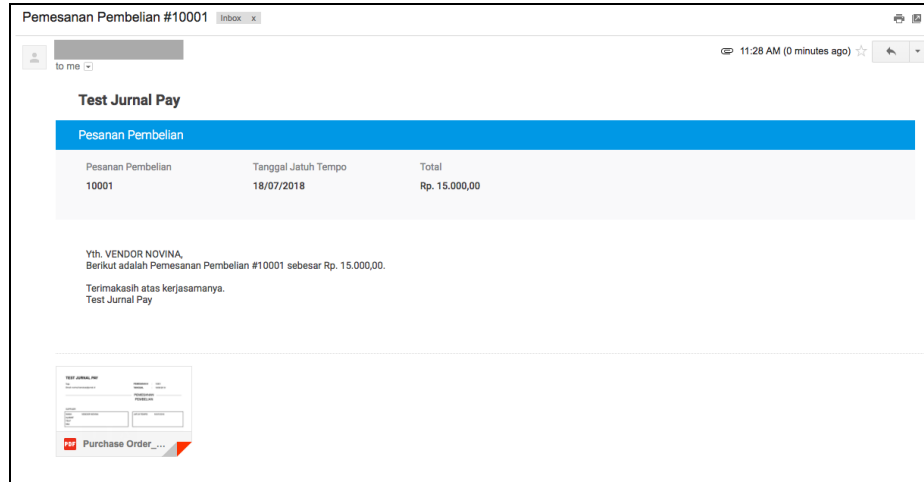 Pemesanan Pembelian #10001 Inbox x
11:28 AM (0 minutes ago)
to me
Test Jurnal Pay
Pesanan Pembelian
Pesanan Pembelian Tanggal Jatuh Tempo Total
10001 18/07/2018 Rp. 15.000,00
Yth. VENDOR NOVINA,
Berikut adalah Pemesanan Pembelian #10001 sebesar Rp. 15.000,00.
Terimakasih atas kerjasamanya.
Test Jurnal Pay
TEST JURNAL PAY
PEMESANAN
PEMBELIAN
PDF Purchase Order_...